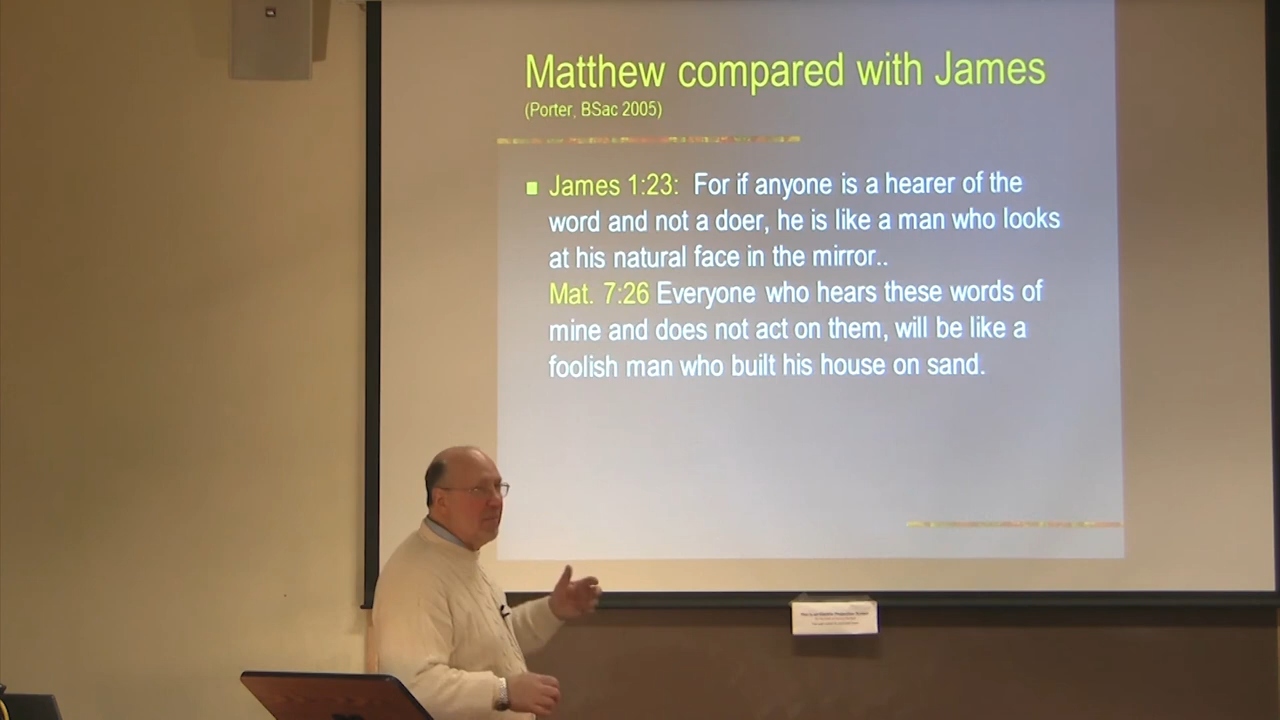 Matthew compared with James
(Porter, BSac 2005)
James 1:23: For if anyone is a hearer of the
word and not a doer, he is like a man who looks
at his natural face in the mirror..
Mat. 7:26 Everyone who hears these words of
mine and does not act on them, will be like a
foolish man who built his house on sand.